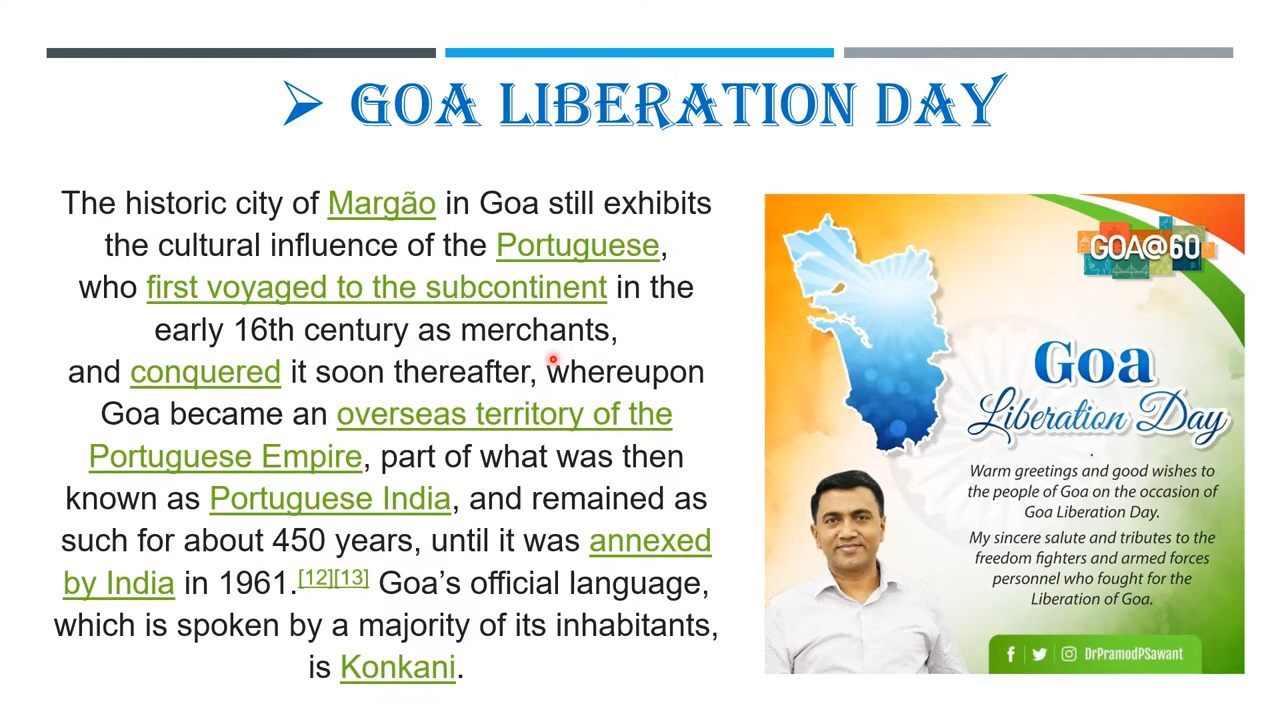 GOA LIBERATION DAY
The historic city of Margão in Goa still exhibits
the cultural influence of the Portuguese,
who first voyaged to the subcontinent in the
early 16th century as merchants,
and conquered it soon thereafter, whereupon
Goa became an overseas territory of the
Portuguese Empire, part of what was then
known as Portuguese India, and remained as
such for about 450 years, until it was annexed
by India in 1961.[12][13] Goa’s official language,
which is spoken by a majority of its inhabitants,
is Konkani.
GOA@60
Goa
Liberation Day
.
Warm greetings and good wishes to
the people of Goa on the occasion of
Goa Liberation Day.
My sincere salute and tributes to the
freedom fighters and armed forces
personnel who fought for the
Liberation of Goa.
DrPramodPSawant